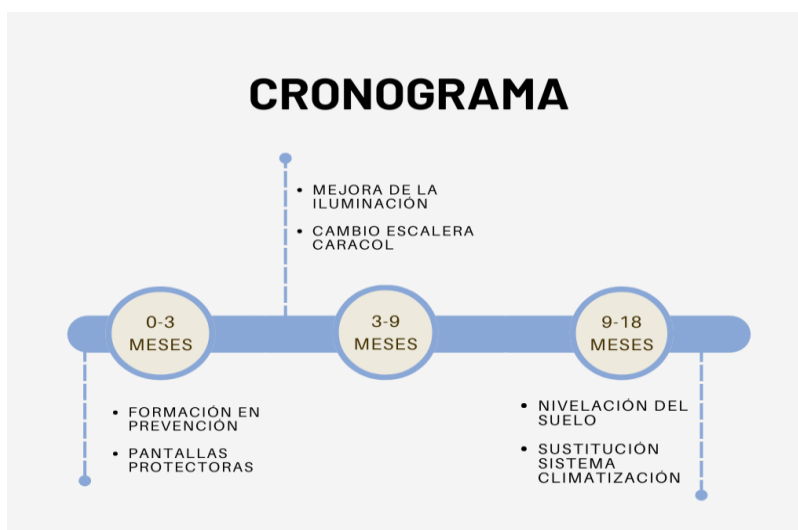 CRONOGRAMA
• MEJORA DE LA
ILUMINACIÓN
• CAMBIO ESCALERA
CARACOL
0-3
MESES
3-9
MESES
9-18
MESES
• FORMACIÓN EN
PREVENCIÓN
• PANTALLAS
PROTECTORAS
• NIVELACIÓN DEL
SUELO
• SUSTITUCIÓN
SISTEMA
CLIMATIZACIÓN